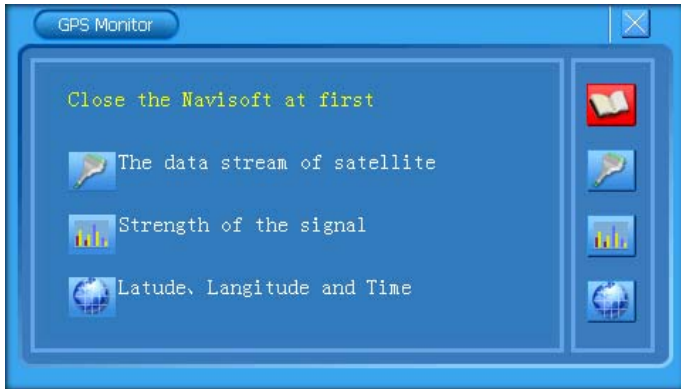 GPS Monitor
Close the Navisoft at first
The data stream of satellite
Strength of the signal
Latude、Langitude and Time